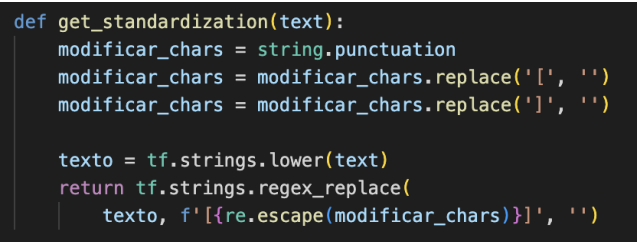 def get_standardization(text):
    modificar_chars = string.punctuation
    modificar_chars = modificar_chars.replace('[', '')
    modificar_chars = modificar_chars.replace(']', '')

    texto = tf.strings.lower(text)
    return tf.strings.regex_replace(
        texto, f'[{re.escape(modificar_chars)}]', '')